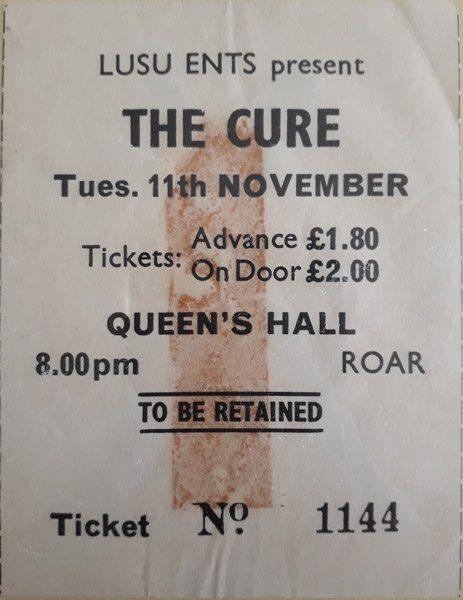 LUSU ENTS present
THE CURE
Tues. 11th NOVEMBER
Tickets: Advance £1.80
On Door £2.00
QUEEN'S HALL
8.00pm ROAR
TO BE RETAINED
Ticket Nº 1144